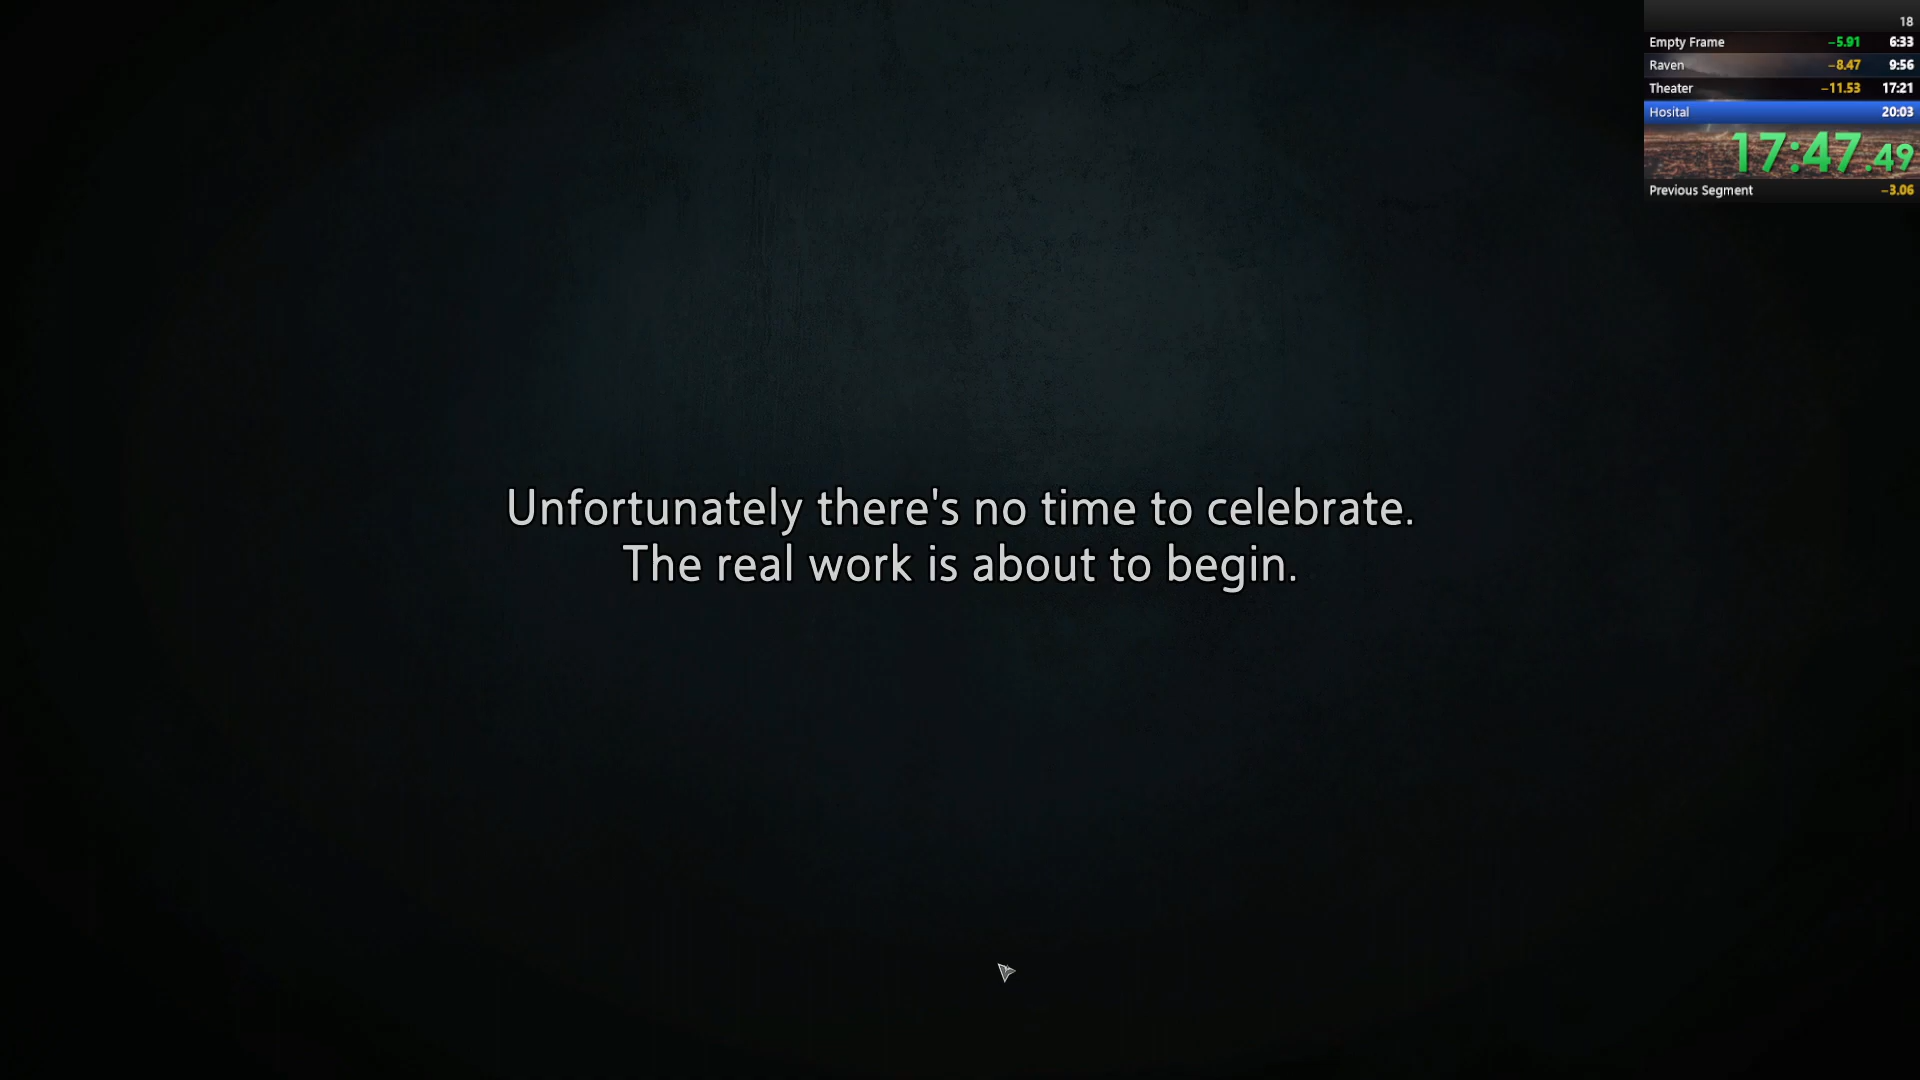 18
Empty Frame −5.91 6:33
Raven −8.47 9:56
Theater −11.53 17:21
Hosital 20:03
17:47.49
Previous Segment −3.06
Unfortunately there's no time to celebrate.
The real work is about to begin.